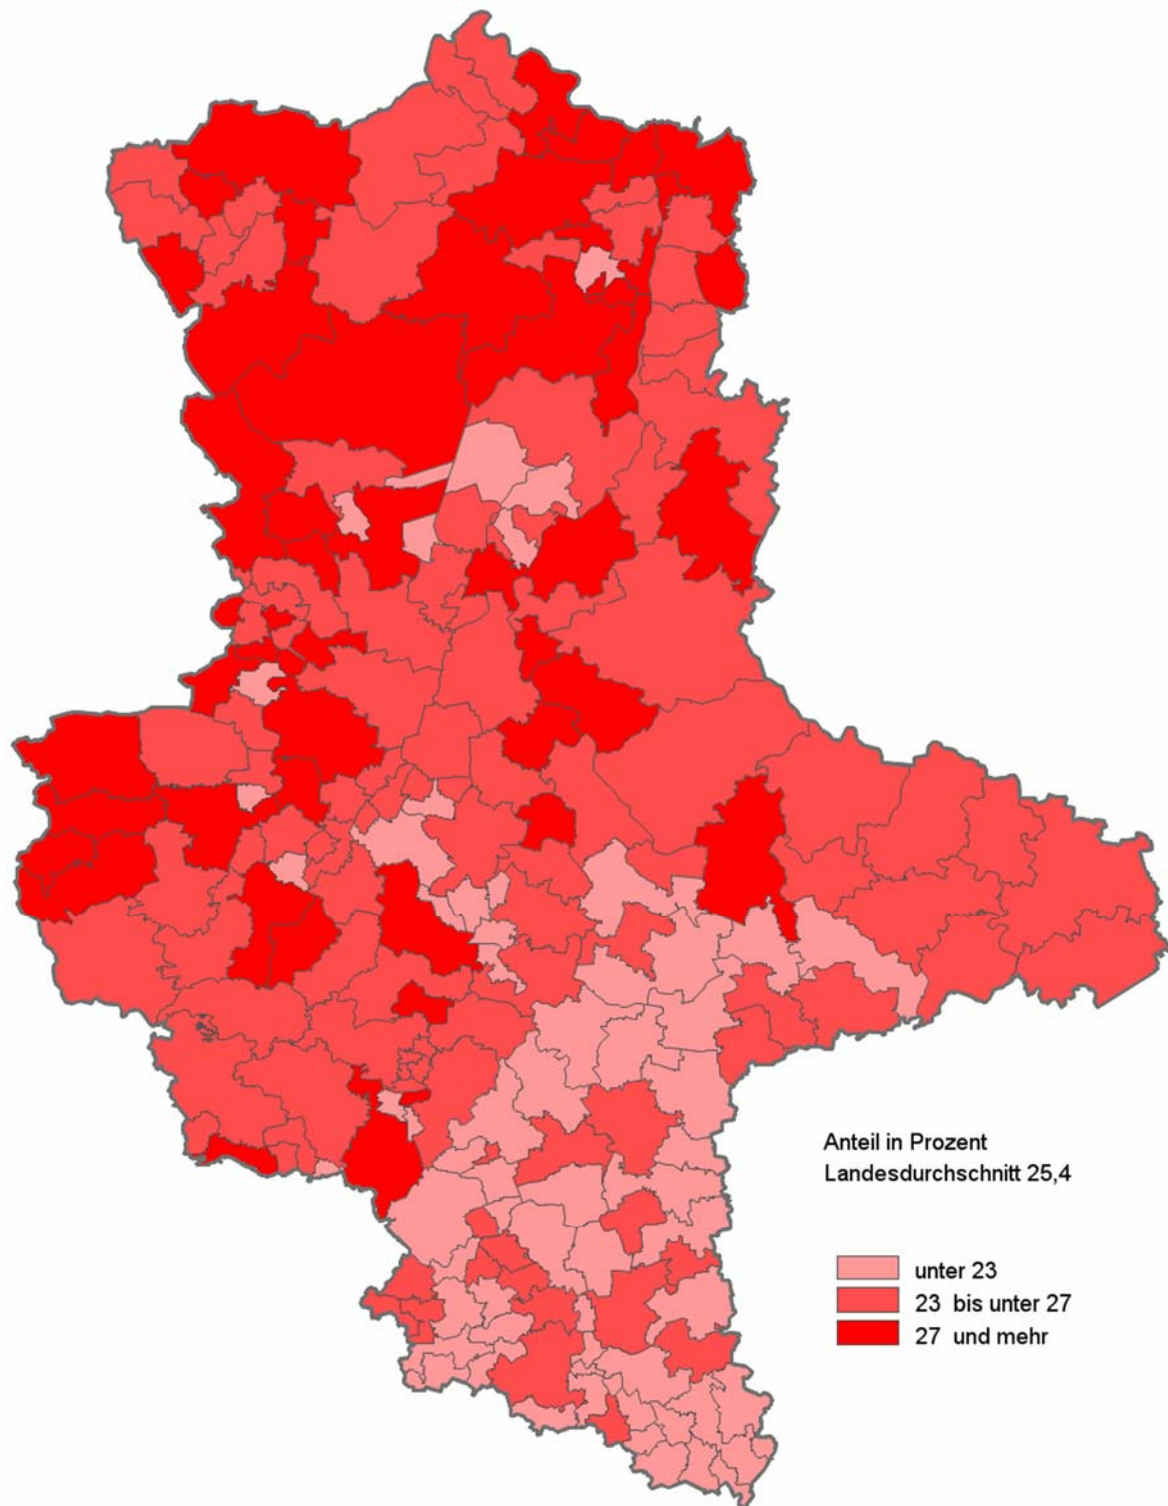 Anteil in Prozent
Landesdurchschnitt 25,4
unter 23
23 bis unter 27
27 und mehr